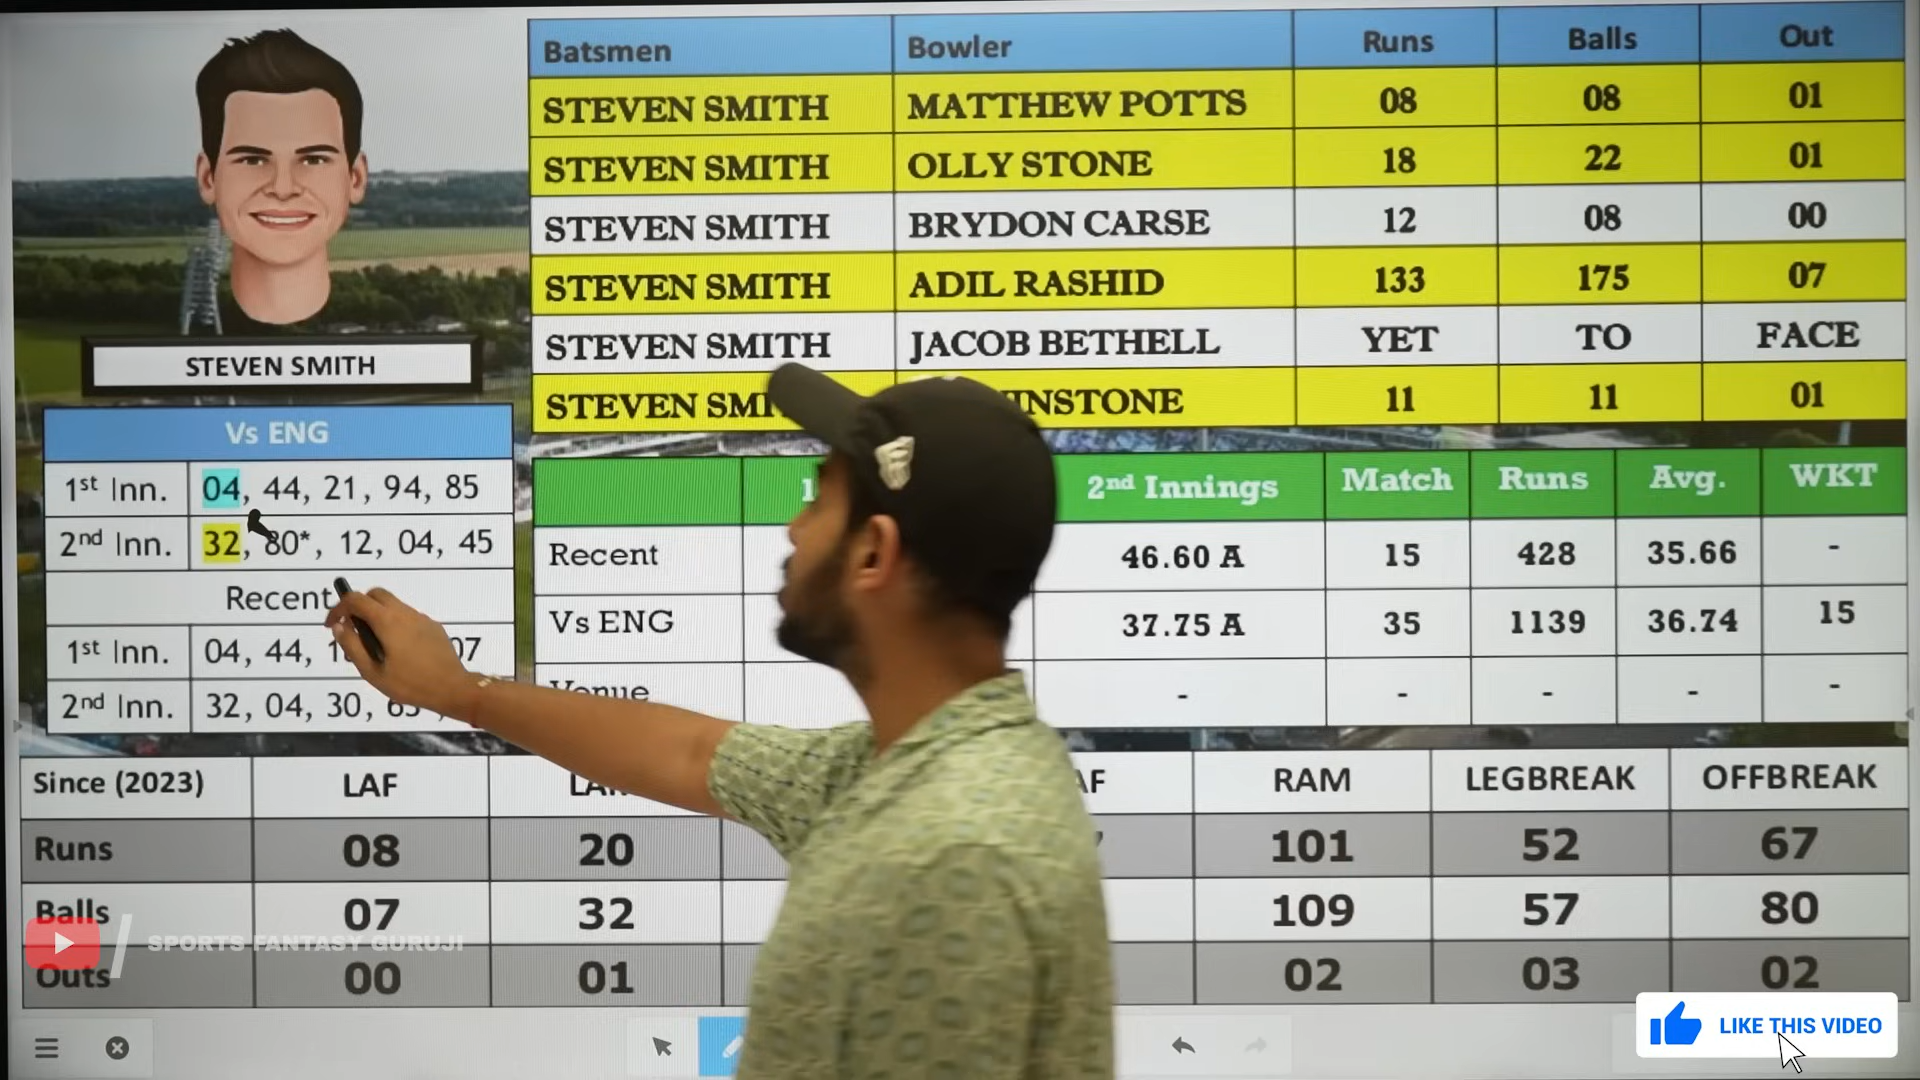 Batsmen Bowler Runs Balls Out
STEVEN SMITH MATTHEW POTTS 08 08 01
STEVEN SMITH OLLY STONE 18 22 01
STEVEN SMITH BRYDON CARSE 12 08 00
STEVEN SMITH ADIL RASHID 133 175 07
STEVEN SMITH JACOB BETHELL YET TO FACE
STEVEN 11 11 01
STEVEN SMITH
Vs ENG
1st Inn. 04, 44, 21, 94, 85
2nd Inn. 32, 80*, 12, 04, 45
Recent
1st Inn. 04, 44,
2nd Inn. 32, 04, 30,
2nd Innings Match Runs Avg. WKT
Recent 46.60 A 15 428 35.66 -
Vs ENG 37.75 A 35 1139 36.74 15
Venue - - - - -
Since (2023) LAF RAM LEGBREAK OFFBREAK
Runs 08 20 101 52 67
Balls 07 32 109 57 80
Outs 00 01 02 03 02
SPORTS FANTASY GURUJI
LIKE THIS VIDEO